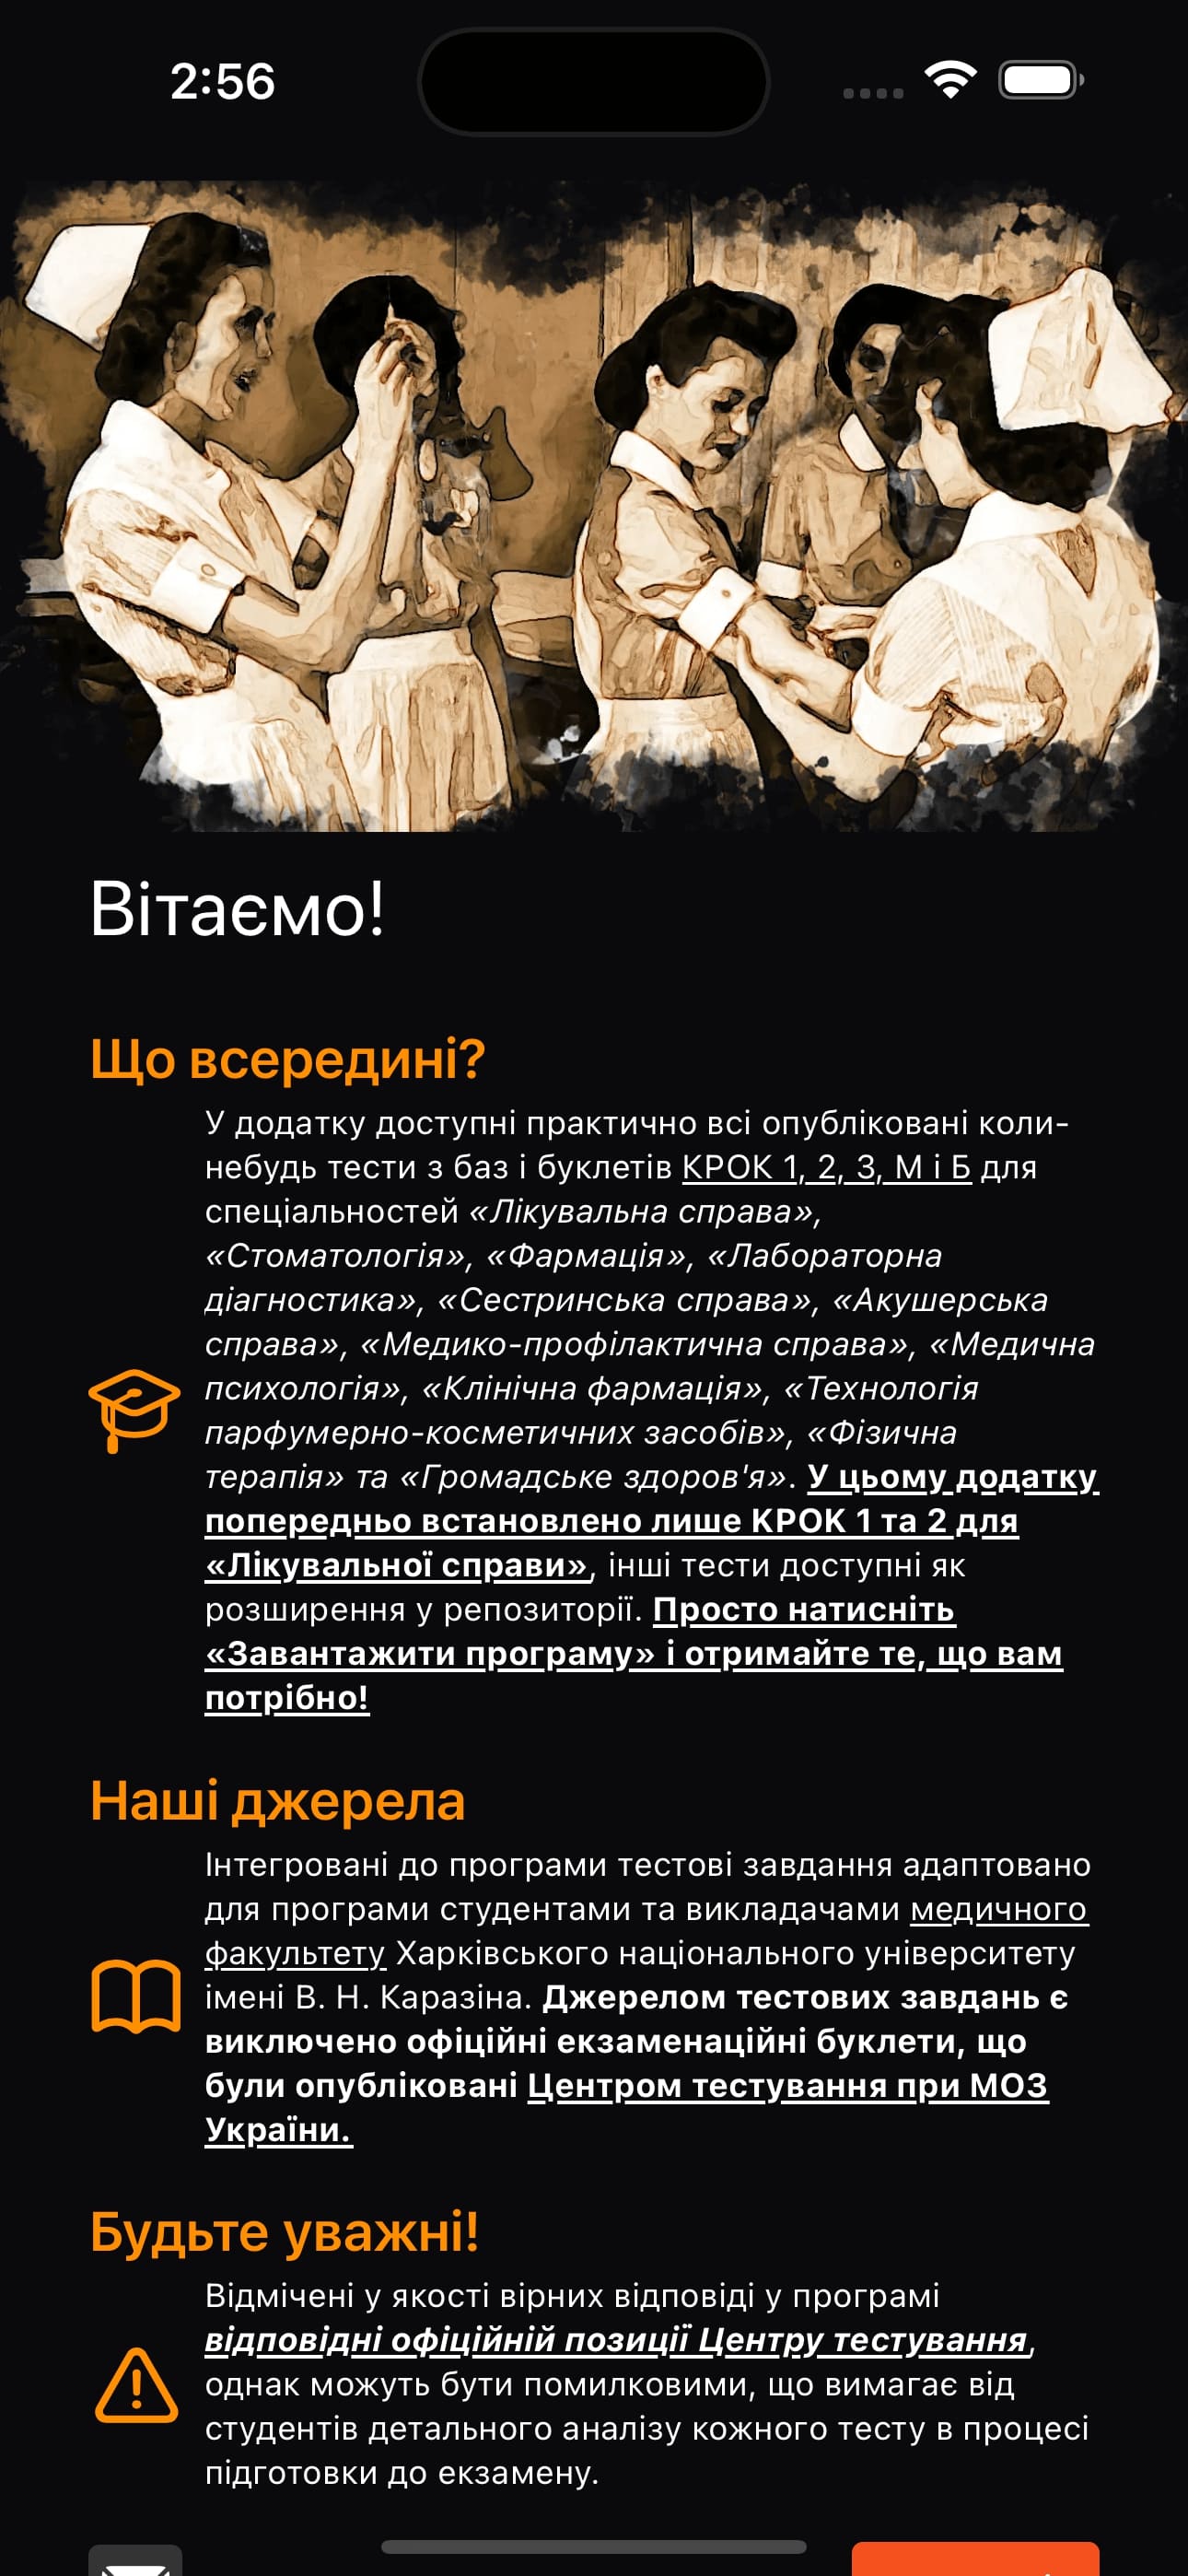 2:56
Вітаємо!
Що всередині?
У додатку доступні практично всі опубліковані коли-
небудь тести з баз і буклетів КРОК 1, 2, 3, М і Б для
спеціальностей «Лікувальна справа»,
«Стоматологія», «Фармація», «Лабораторна
діагностика», «Сестринська справа», «Акушерська
справа», «Медико-профілактична справа», «Медична
психологія», «Клінічна фармація», «Технологія
парфумерно-косметичних засобів», «Фізична
терапія» та «Громадське здоров'я». У цьому додатку
попередньо встановлено лише КРОК 1 та 2 для
«Лікувальної справи», інші тести доступні як
розширення у репозиторії. Просто натисніть
«Завантажити програму» і отримайте те, що вам
потрібно!
Наші джерела
Інтегровані до програми тестові завдання адаптовано
для програми студентами та викладачами медичного
факультету Харківського національного університету
імені В. Н. Каразіна. Джерелом тестових завдань є
виключено офіційні екзаменаційні буклети, що
були опубліковані Центром тестування при МОЗ
України.
Будьте уважні!
Відмічені у якості вірних відповіді у програмі
відповідні офіційній позиції Центру тестування,
однак можуть бути помилковими, що вимагає від
студентів детального аналізу кожного тесту в процесі
підготовки до екзамену.